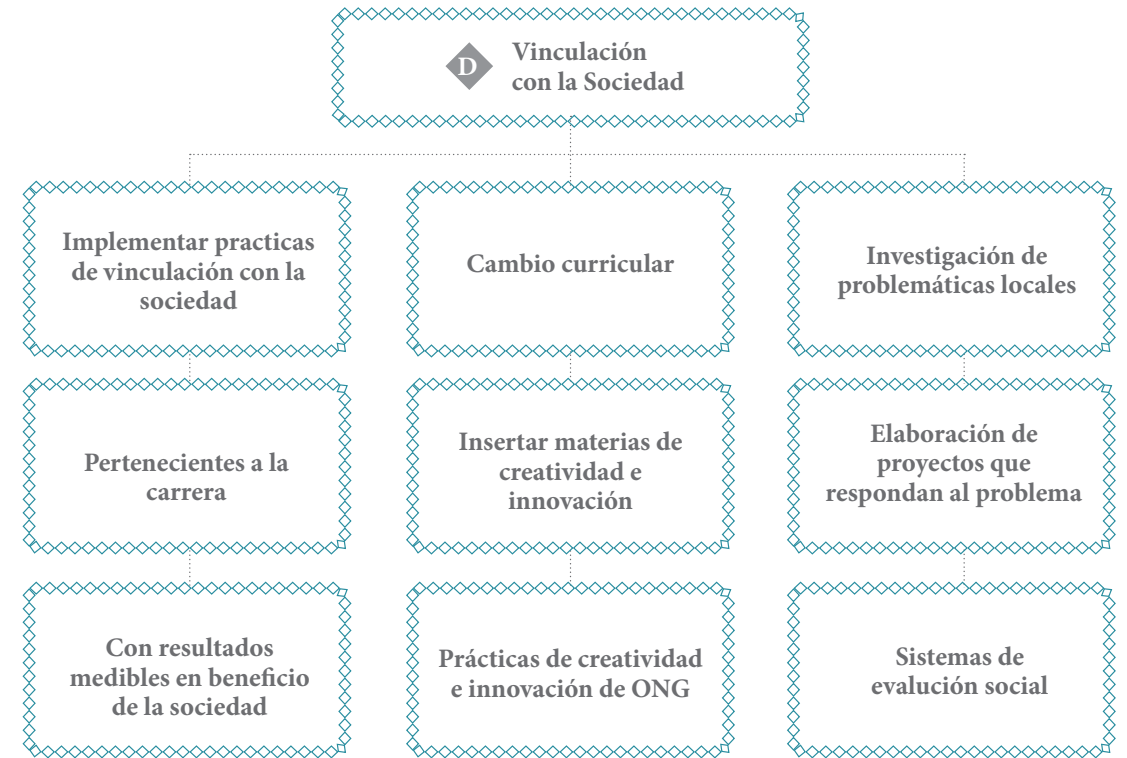 D
Vinculación
con la Sociedad
Implementar practicas
de vinculación con la
sociedad
Cambio curricular
Investigación de
problemáticas locales
Pertenecientes a la
carrera
Insertar materias de
creatividad e
innovación
Elaboración de
proyectos que
respondan al problema
Con resultados
medibles en beneficio
de la sociedad
Prácticas de creatividad
e innovación de ONG
Sistemas de
evalución social